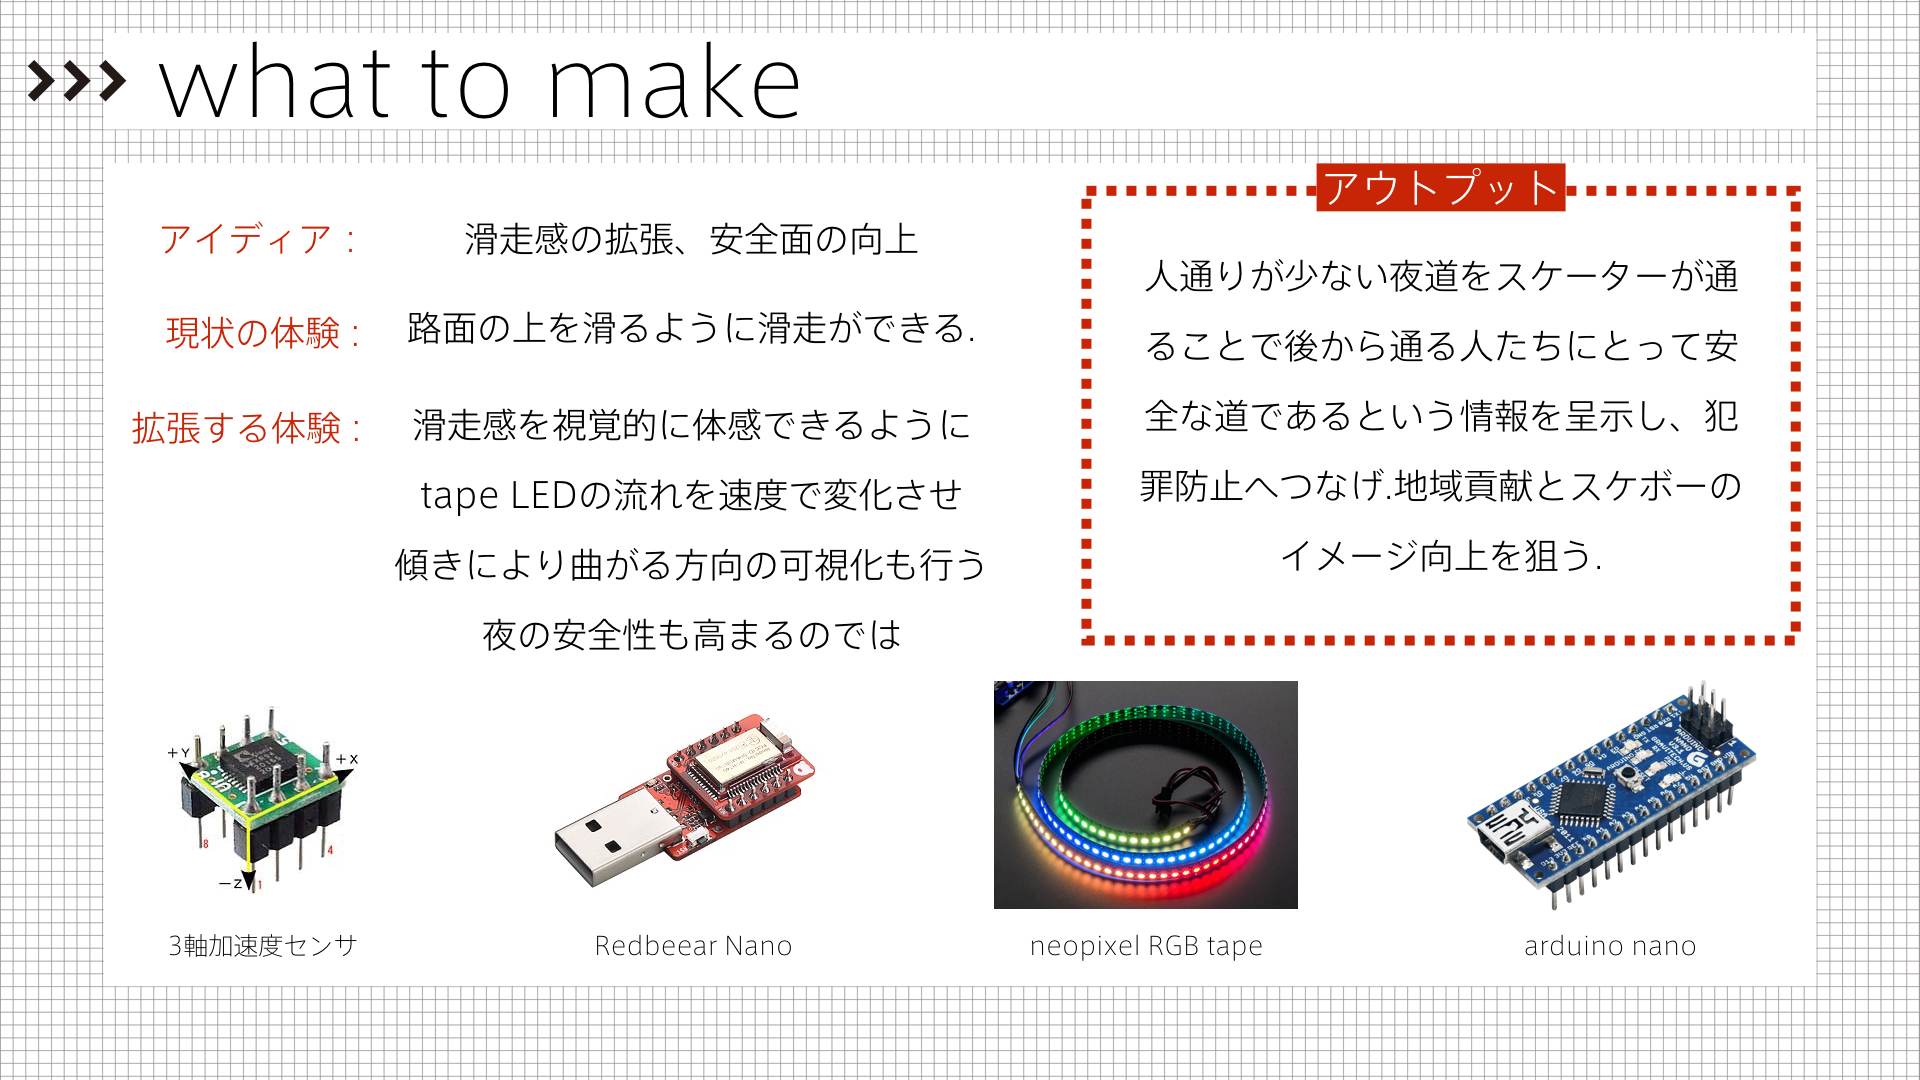 what to make
アイディア :
滑走感の拡張、安全面の向上
現状の体験 :
路面の上を滑るように滑走ができる.
拡張する体験 :
滑走感を視覚的に体感できるように
tape LEDの流れを速度で変化させ
傾きにより曲がる方向の可視化も行う
夜の安全性も高まるのでは
アウトプット
人通りが少ない夜道をスケーターが通
ることで後から通る人たちにとって安
全な道であるという情報を呈示し、犯
罪防止へつなげ.地域貢献とスケボーの
イメージ向上を狙う.
+Y
+X
8
4
−Z
1
3軸加速度センサ
Redbeear Nano
neopixel RGB tape
ARDUINO
NANO
V3.1
GRAVITECH.US
arduino nano